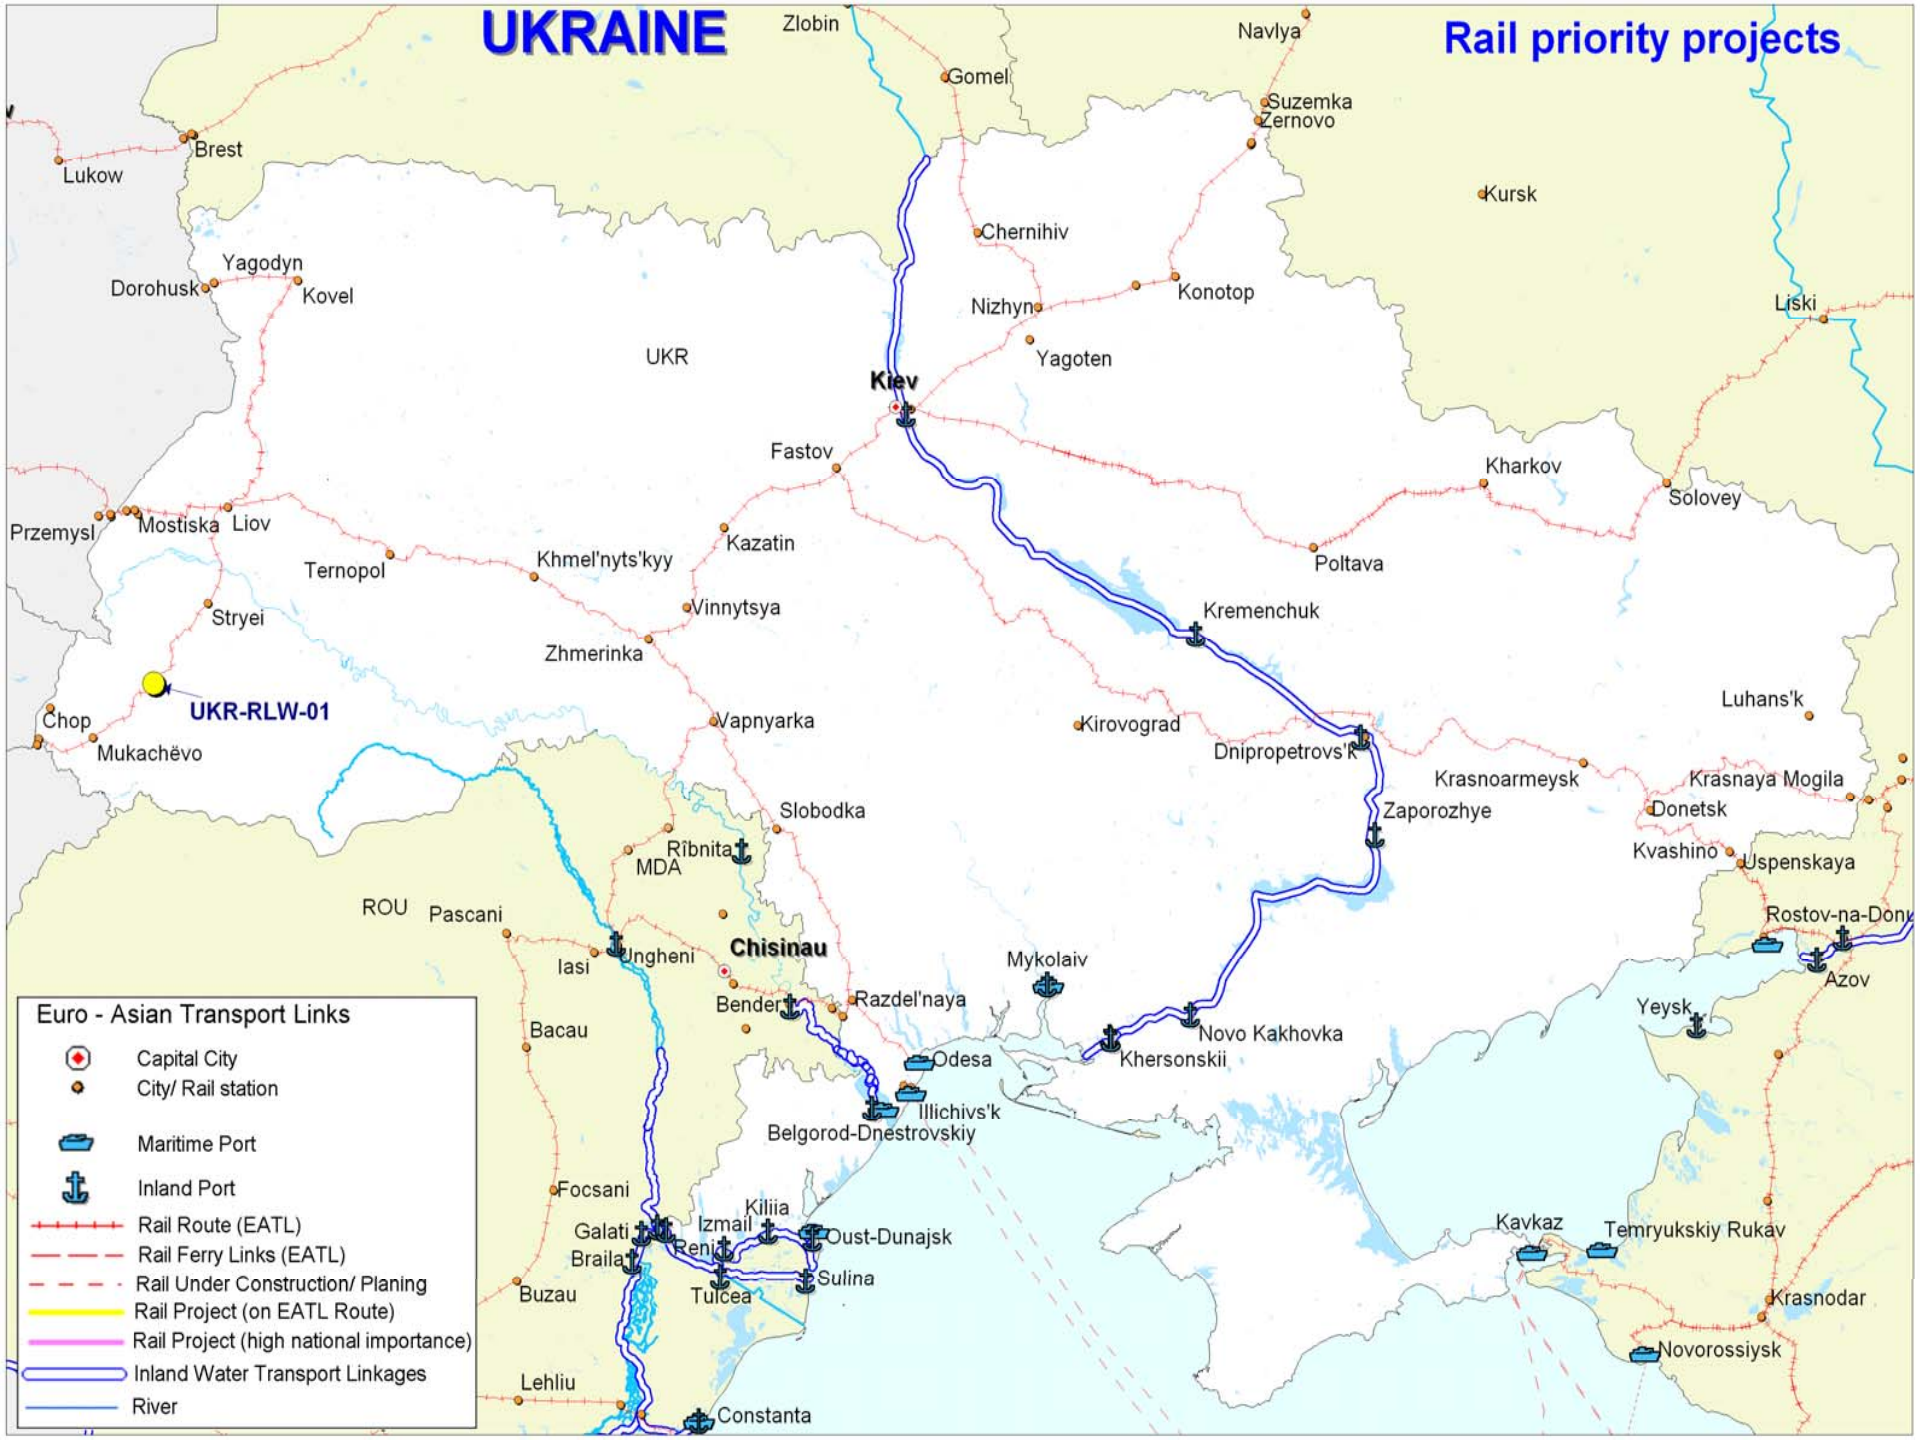 UKRAINE
Rail priority projects
Zlobin
Navlya
Gomel
Suzemka
Zernovo
Brest
Lukow
Kursk
Chernihiv
Yagodyn
Dorohusk
Kovel
Konotop
Nizhyn
Liski
UKR
Yagoten
Kiev
Fastov
Kharkov
Solovey
Przemysl
Mostiska
Liov
Kazatin
Ternopol
Khmel'nyts'kyy
Poltava
Stryei
Vinnytsya
Kremenchuk
Zhmerinka
UKR-RLW-01
Chop
Mukachëvo
Vapnyarka
Kirovograd
Luhans'k
Dnipropetrovs'k
Krasnoarmeysk
Krasnaya Mogila
Slobodka
Zaporozhye
Donetsk
Rîbnita
MDA
Kvashino
Uspenskaya
ROU
Pascani
Rostov-na-Donu
Chisinau
Iasi
Ungheni
Mykolaiv
Azov
Bender
Razdel'naya
Yeysk
Bacau
Novo Kakhovka
Khersonskii
Odesa
Illichivs'k
Belgorod-Dnestrovskiy
Focsani
Kiliia
Izmail
Galati
Reni
Oust-Dunajsk
Kavkaz
Temryukskiy Rukav
Braila
Sulina
Tulcea
Buzau
Krasnodar
Novorossiysk
Lehliu
Constanta
Euro - Asian Transport Links
Capital City
City/ Rail station
Maritime Port
Inland Port
Rail Route (EATL)
Rail Ferry Links (EATL)
Rail Under Construction/ Planing
Rail Project (on EATL Route)
Rail Project (high national importance)
Inland Water Transport Linkages
River